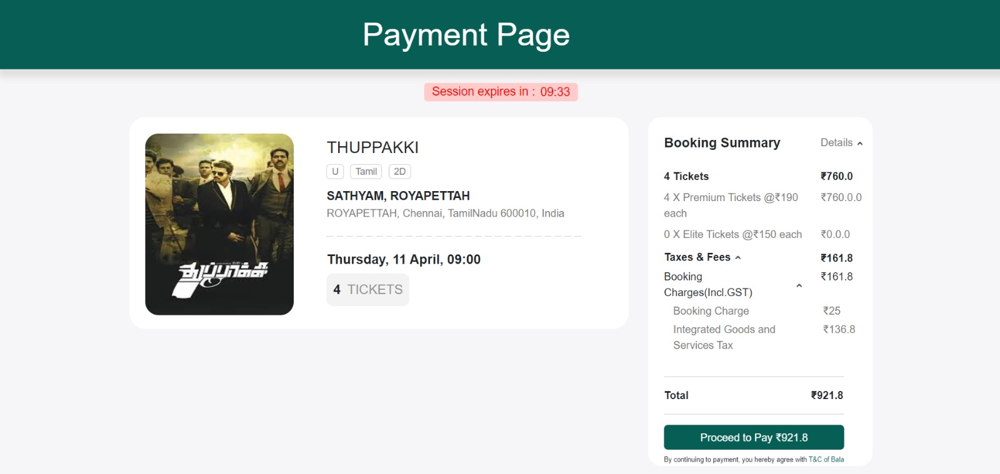 Payment Page
Session expires in : 09:33
THUPPAKKI
U Tamil 2D
SATHYAM, ROYAPETTAH
ROYAPETTAH, Chennai, TamilNadu 600010, India
Thursday, 11 April, 09:00
4 TICKETS
துப்பாக்கி
Booking Summary Details
4 Tickets ₹760.0
4 X Premium Tickets @₹190 ₹760.0.0
each
0 X Elite Tickets @₹150 each ₹0.0.0
Taxes & Fees ₹161.8
Booking ₹161.8
Charges(Incl.GST)
Booking Charge ₹25
Integrated Goods and ₹136.8
Services Tax
Total ₹921.8
Proceed to Pay ₹921.8
By continuing to payment, you hereby agree with T&C of Bala